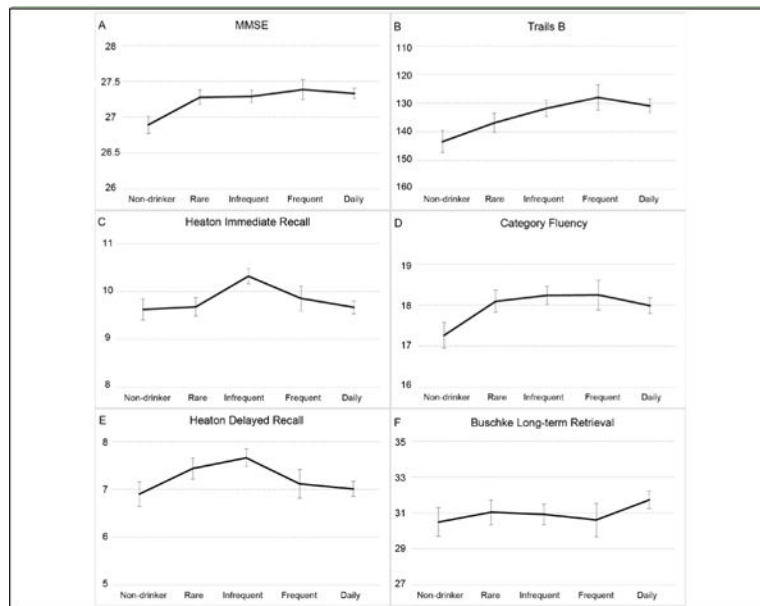 A MMSE
28
27.5
27
26.5
26
Non-drinker Rare Infrequent Frequent Daily
B Trails B
110
120
130
140
150
160
Non-drinker Rare Infrequent Frequent Daily
C Heaton Immediate Recall
11
10
9
8
Non-drinker Rare Infrequent Frequent Daily
D Category Fluency
19
18
17
16
Non-drinker Rare Infrequent Frequent Daily
E Heaton Delayed Recall
8
7
6
5
Non-drinker Rare Infrequent Frequent Daily
F Buschke Long-term Retrieval
35
33
31
29
27
Non-drinker Rare Infrequent Frequent Daily